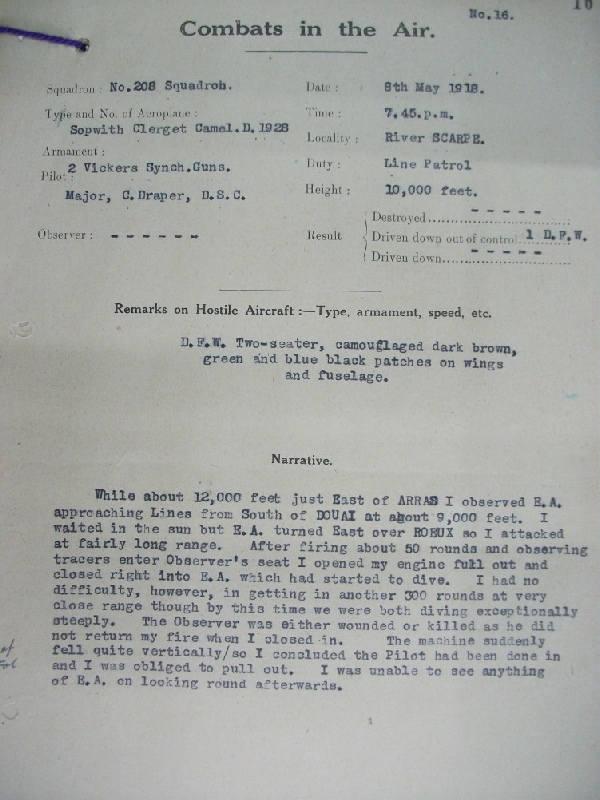 No.16.
Combats in the Air.
Squadron : No.208 Squadron.
Date : 8th May 1918.
Type and No. of Aeroplane :
Sopwith Clerget Camel.D.1928
Time : 7.45.p.m.
Locality : River SCARPE.
Armament :
2 Vickers Synch.Guns.
Duty : Line Patrol
Pilot :
Major, C.Draper, D.S.C.
Height : 10,000 feet.
Observer : - - - - - -
Result
Destroyed - - - - -
Driven down out of control 1 D.F.W.
Driven down - - - - -
Remarks on Hostile Aircraft :—Type, armament, speed, etc.
D.F.W. Two-seater, camouflaged dark brown,
green and blue black patches on wings
and fuselage.
Narrative.
While about 12,000 feet just East of ARRAS I observed E.A.
approaching Lines from South of DOUAI at about 9,000 feet. I
waited in the sun but E.A. turned East over ROEUX so I attacked
at fairly long range. After firing about 50 rounds and observing
tracers enter Observer's seat I opened my engine full out and
closed right into E.A. which had started to dive. I had no
difficulty, however, in getting in another 300 rounds at very
close range though by this time we were both diving exceptionally
steeply. The Observer was either wounded or killed as he did
not return my fire when I closed in. The machine suddenly
fell quite vertically/so I concluded the Pilot had been done in
and I was obliged to pull out. I was unable to see anything
of E.A. on looking round afterwards.